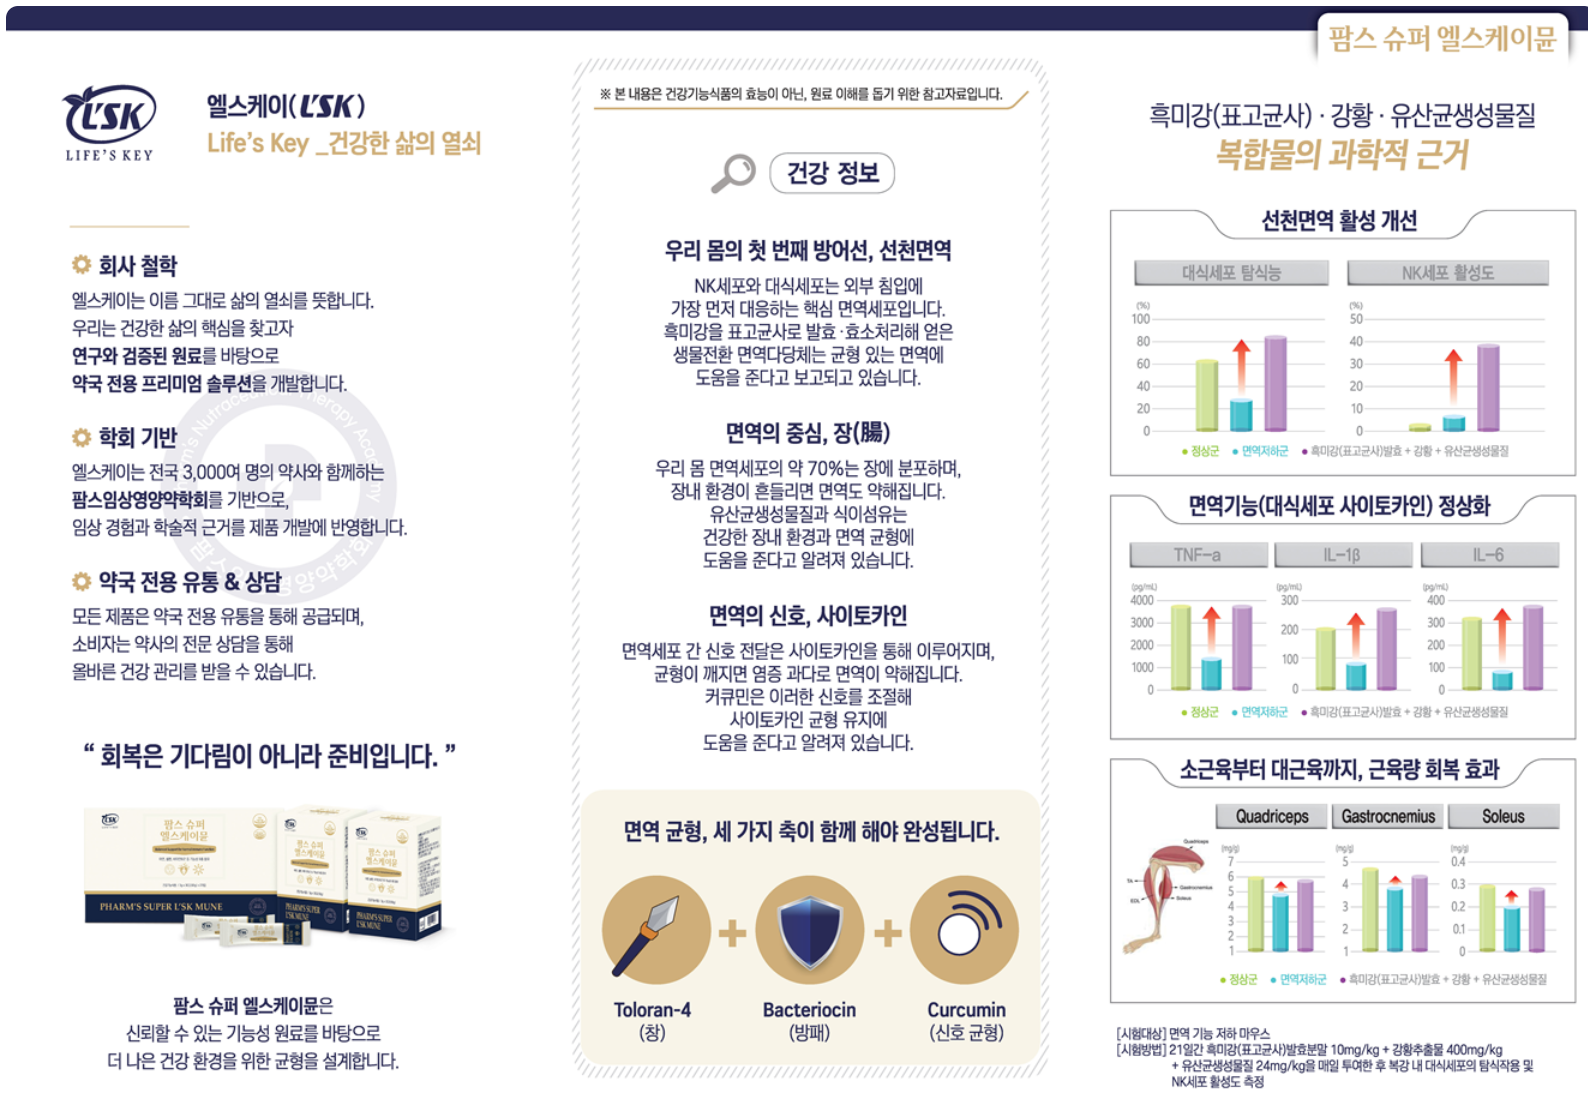 팜스 슈퍼 엘스케이뮨
L'SK
LIFE'S KEY
엘스케이(L'SK)
Life's Key _건강한 삶의 열쇠
회사 철학
엘스케이는 이름 그대로 삶의 열쇠를 뜻합니다.
우리는 건강한 삶의 핵심을 찾고자
연구와 검증된 원료를 바탕으로
약국 전용 프리미엄 솔루션을 개발합니다.
학회 기반
엘스케이는 전국 3,000여 명의 약사와 함께하는
팜스임상영양약학회를 기반으로,
임상 경험과 학술적 근거를 제품 개발에 반영합니다.
약국 전용 유통 & 상담
모든 제품은 약국 전용 유통을 통해 공급되며,
소비자는 약사의 전문 상담을 통해
올바른 건강 관리를 받을 수 있습니다.
“ 회복은 기다림이 아니라 준비입니다. ”
L'SK
팜스 슈퍼
엘스케이뮨
PHARM'S SUPER L'SK MUNE
팜스 슈퍼
엘스케이뮨
PHARM'S SUPER
L'SK MUNE
팜스 슈퍼
엘스케이뮨
PHARM'S SUPER
L'SK MUNE
팜스 슈퍼 엘스케이뮨은
신뢰할 수 있는 기능성 원료를 바탕으로
더 나은 건강 환경을 위한 균형을 설계합니다.
※ 본 내용은 건강기능식품의 효능이 아닌, 원료 이해를 돕기 위한 참고자료입니다.
건강 정보
우리 몸의 첫 번째 방어선, 선천면역
NK세포와 대식세포는 외부 침입에
가장 먼저 대응하는 핵심 면역세포입니다.
흑미강을 표고균사로 발효·효소처리해 얻은
생물전환 면역다당체는 균형 있는 면역에
도움을 준다고 보고되고 있습니다.
면역의 중심, 장(腸)
우리 몸 면역세포의 약 70%는 장에 분포하며,
장내 환경이 흔들리면 면역도 약해집니다.
유산균생성물질과 식이섬유는
건강한 장내 환경과 면역 균형에
도움을 준다고 알려져 있습니다.
면역의 신호, 사이토카인
면역세포 간 신호 전달은 사이토카인을 통해 이루어지며,
균형이 깨지면 염증 과다로 면역이 약해집니다.
커큐민은 이러한 신호를 조절해
사이토카인 균형 유지에
도움을 준다고 알려져 있습니다.
면역 균형, 세 가지 축이 함께 해야 완성됩니다.
Toloran-4 + Bacteriocin + Curcumin
(창) (방패) (신호 균형)
흑미강(표고균사) · 강황 · 유산균생성물질
복합물의 과학적 근거
선천면역 활성 개선
대식세포 탐식능 NK세포 활성도
(%) (%)
100 50
80 40
60 30
40 20
20 10
0 0
● 정상군 ● 면역저하군 ● 흑미강(표고균사)발효 + 강황 + 유산균생성물질
면역기능(대식세포 사이토카인) 정상화
TNF-a IL-1β IL-6
(pg/mL) (pg/mL) (pg/mL)
4000 300 400
3000 200 300
2000 100 200
1000 0 100
0 0
● 정상군 ● 면역저하군 ● 흑미강(표고균사)발효 + 강황 + 유산균생성물질
소근육부터 대근육까지, 근육량 회복 효과
Quadriceps Gastrocnemius Soleus
Quadriceps
TA
EDL
Gastrocnemius
Soleus
(mg/g) (mg/g) (mg/g)
7 5 0.4
6 4 0.3
5 3 0.2
4 2 0.1
3 1 0
2
1
● 정상군 ● 면역저하군 ● 흑미강(표고균사)발효 + 강황 + 유산균생성물질
[시험대상] 면역 기능 저하 마우스
[시험방법] 21일간 흑미강(표고균사)발효분말 10mg/kg + 강황추출물 400mg/kg
+ 유산균생성물질 24mg/kg을 매일 투여한 후 복강 내 대식세포의 탐식작용 및
NK세포 활성도 측정